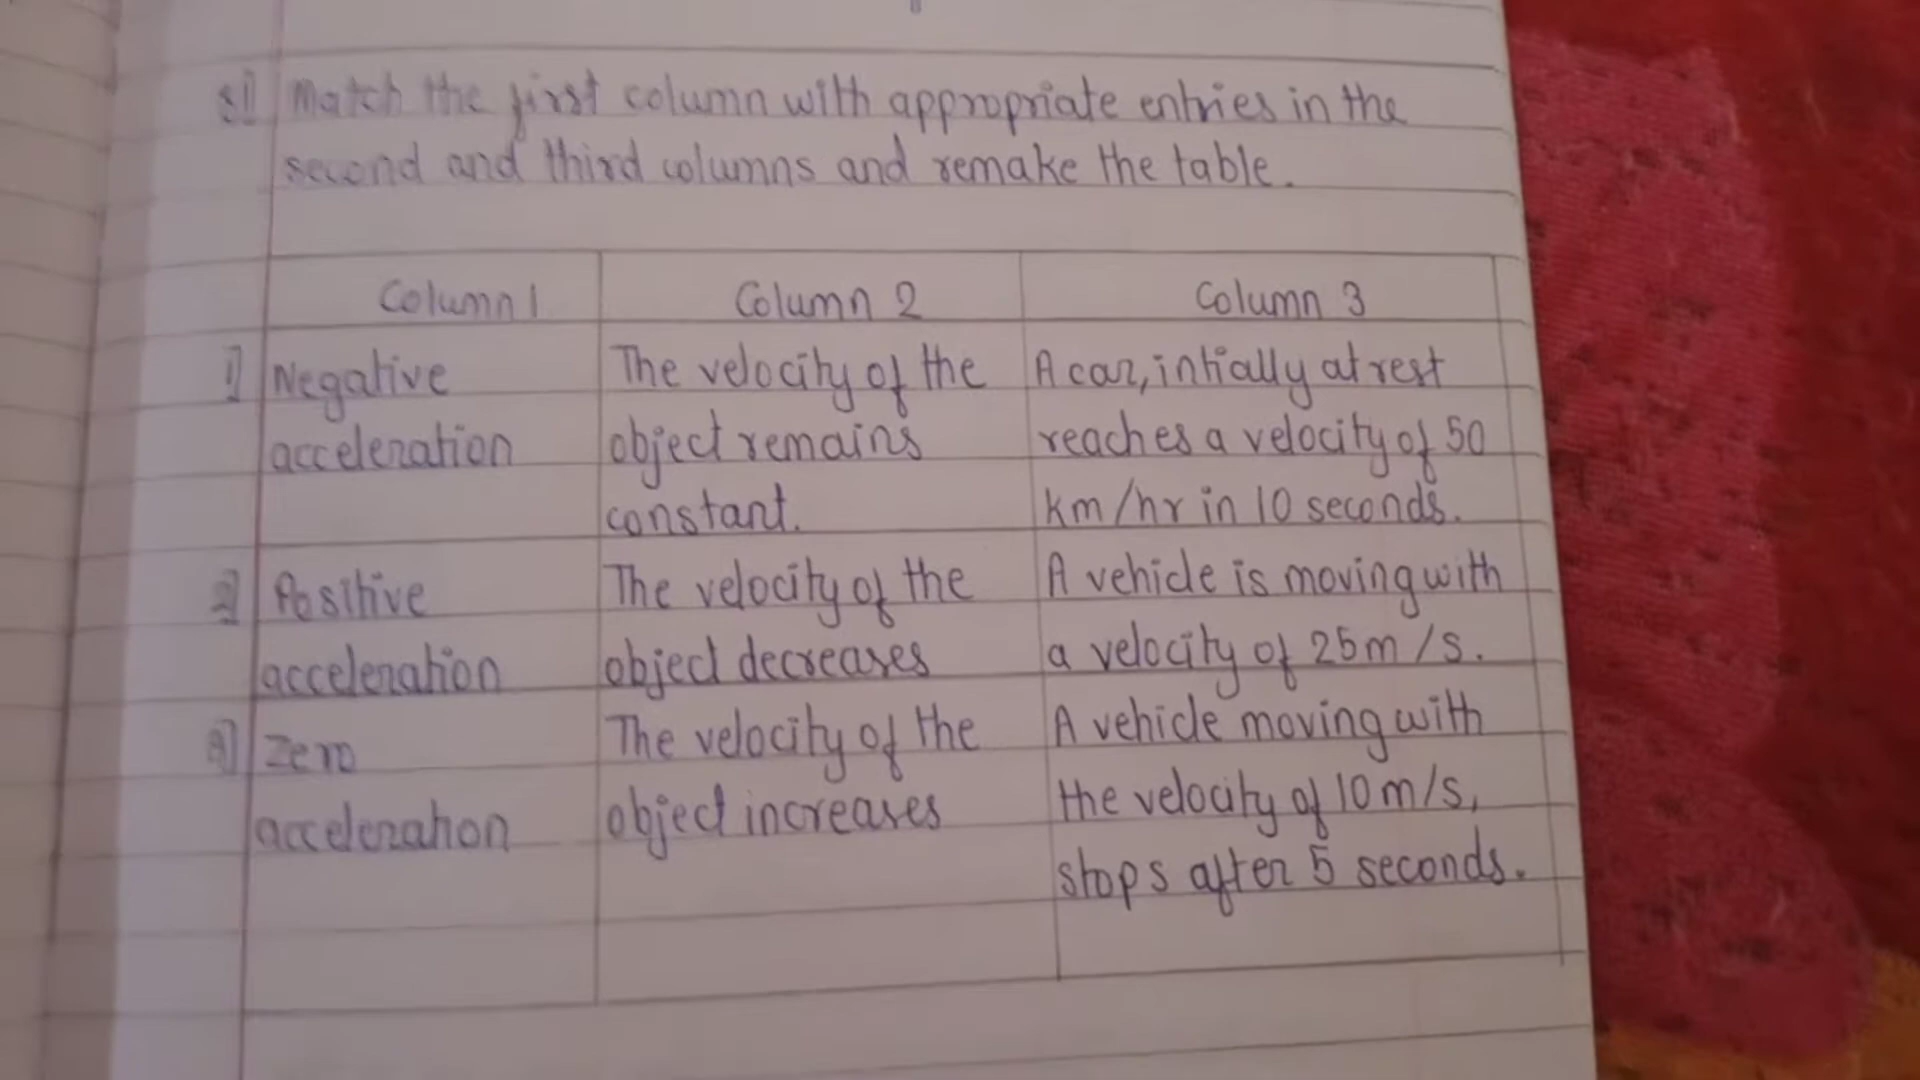 3] Match the first column with appropriate entries in the
second and third columns and remake the table.
Column 1 Column 2 Column 3
1] Negative
acceleration
The velocity of the
object remains
constant.
A car, intially at rest
reaches a velocity of 50
km/hr in 10 seconds.
2] Positive
acceleration
The velocity of the
object decreases
A vehicle is moving with
a velocity of 25m/s.
3] Zero
acceleration
The velocity of the
object increases
A vehicle moving with
the velocity of 10m/s,
stops after 5 seconds.